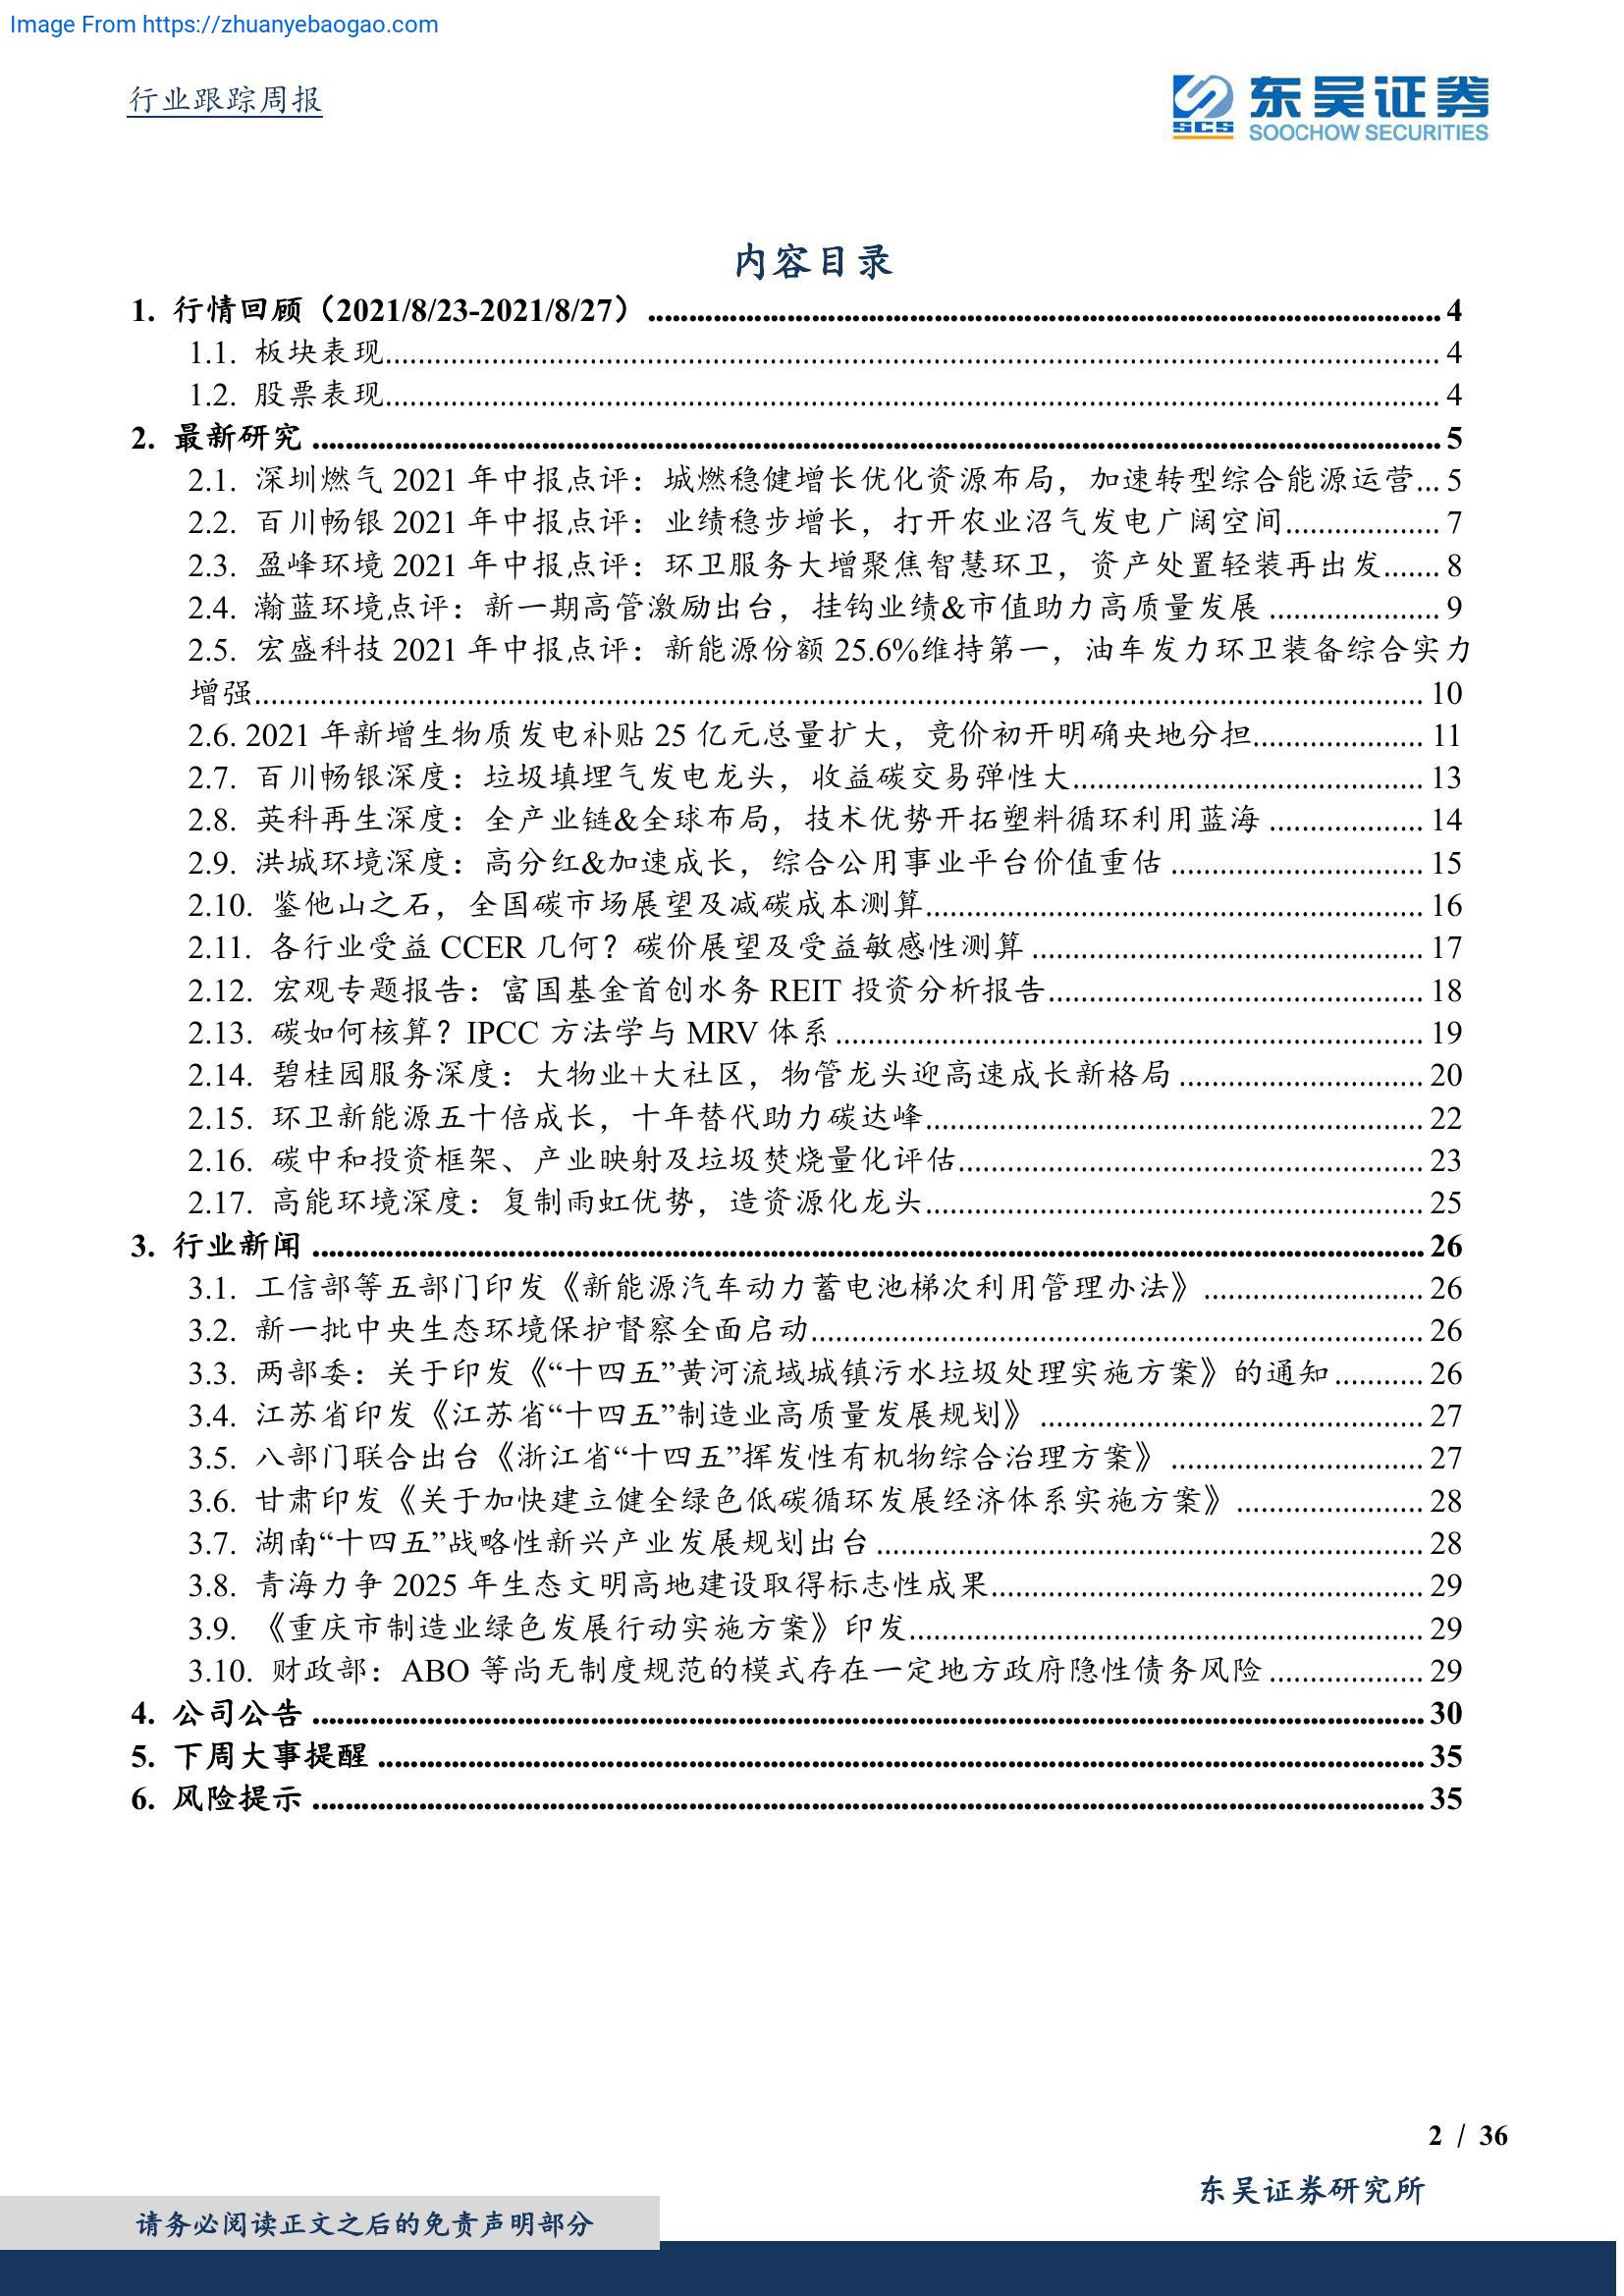 Image From https://zhuanyebaogao.com
行业跟踪周报
SCS 东吴证券
SOOCHOW SECURITIES
内容目录
1. 行情回顾（2021/8/23-2021/8/27）........ 4
1.1. 板块表现........ 4
1.2. 股票表现........ 4
2. 最新研究........ 5
2.1. 深圳燃气 2021 年中报点评：城燃稳健增长优化资源布局，加速转型综合能源运营... 5
2.2. 百川畅银 2021 年中报点评：业绩稳步增长，打开农业沼气发电广阔空间........ 7
2.3. 盈峰环境 2021 年中报点评：环卫服务大增聚焦智慧环卫，资产处置轻装再出发....... 8
2.4. 瀚蓝环境点评：新一期高管激励出台，挂钩业绩&市值助力高质量发展........ 9
2.5. 宏盛科技 2021 年中报点评：新能源份额 25.6%维持第一，油车发力环卫装备综合实力
增强........ 10
2.6. 2021 年新增生物质发电补贴 25 亿元总量扩大，竞价初开明确央地分担........ 11
2.7. 百川畅银深度：垃圾填埋气发电龙头，收益碳交易弹性大........ 13
2.8. 英科再生深度：全产业链&全球布局，技术优势开拓塑料循环利用蓝海........ 14
2.9. 洪城环境深度：高分红&加速成长，综合公用事业平台价值重估........ 15
2.10. 鉴他山之石，全国碳市场展望及减碳成本测算........ 16
2.11. 各行业受益 CCER 几何？碳价展望及受益敏感性测算........ 17
2.12. 宏观专题报告：富国基金首创水务 REIT 投资分析报告........ 18
2.13. 碳如何核算？IPCC 方法学与 MRV 体系........ 19
2.14. 碧桂园服务深度：大物业+大社区，物管龙头迎高速成长新格局........ 20
2.15. 环卫新能源五十倍成长，十年替代助力碳达峰........ 22
2.16. 碳中和投资框架、产业映射及垃圾焚烧量化评估........ 23
2.17. 高能环境深度：复制雨虹优势，造资源化龙头........ 25
3. 行业新闻........ 26
3.1. 工信部等五部门印发《新能源汽车动力蓄电池梯次利用管理办法》........ 26
3.2. 新一批中央生态环境保护督察全面启动........ 26
3.3. 两部委：关于印发《“十四五”黄河流域城镇污水垃圾处理实施方案》的通知........ 26
3.4. 江苏省印发《江苏省“十四五”制造业高质量发展规划》........ 27
3.5. 八部门联合出台《浙江省“十四五”挥发性有机物综合治理方案》........ 27
3.6. 甘肃印发《关于加快建立健全绿色低碳循环发展经济体系实施方案》........ 28
3.7. 湖南“十四五”战略性新兴产业发展规划出台........ 28
3.8. 青海力争 2025 年生态文明高地建设取得标志性成果........ 29
3.9. 《重庆市制造业绿色发展行动实施方案》印发........ 29
3.10. 财政部：ABO 等尚无制度规范的模式存在一定地方政府隐性债务风险........ 29
4. 公司公告........ 30
5. 下周大事提醒........ 35
6. 风险提示........ 35
2 / 36
东吴证券研究所
请务必阅读正文之后的免责声明部分